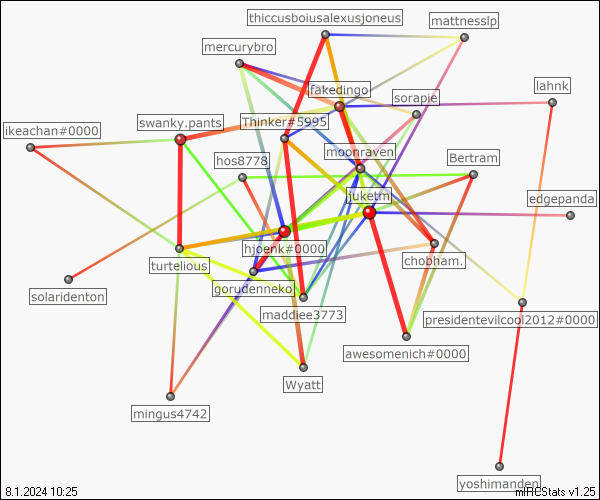 thiccusboiusalexusjoneus
mattnesslp
mercurybro
fakedingo
lahnk
sorapie
Thinker#5995
swanky.pants
ikeachan#0000
moonraven
hos8778
Bertram
juketm
edgepanda
hjoenk#0000
chobham.
turtelious
gorudenneko
solaridenton
maddiee3773
presidentevilcool2012#0000
awesomenich#0000
Wyatt
mingus4742
yoshimanden
8.1.2024 10:25
mIRCStats v1.25